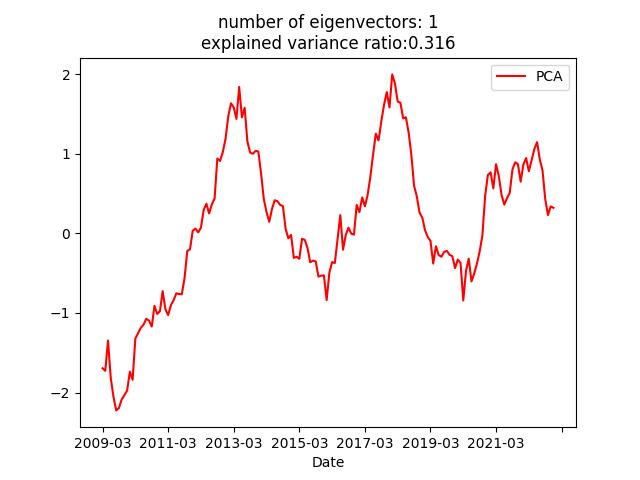 number of eigenvectors: 1
explained variance ratio:0.316
PCA
2
1
0
−1
−2
2009-03 2011-03 2013-03 2015-03 2017-03 2019-03 2021-03
Date